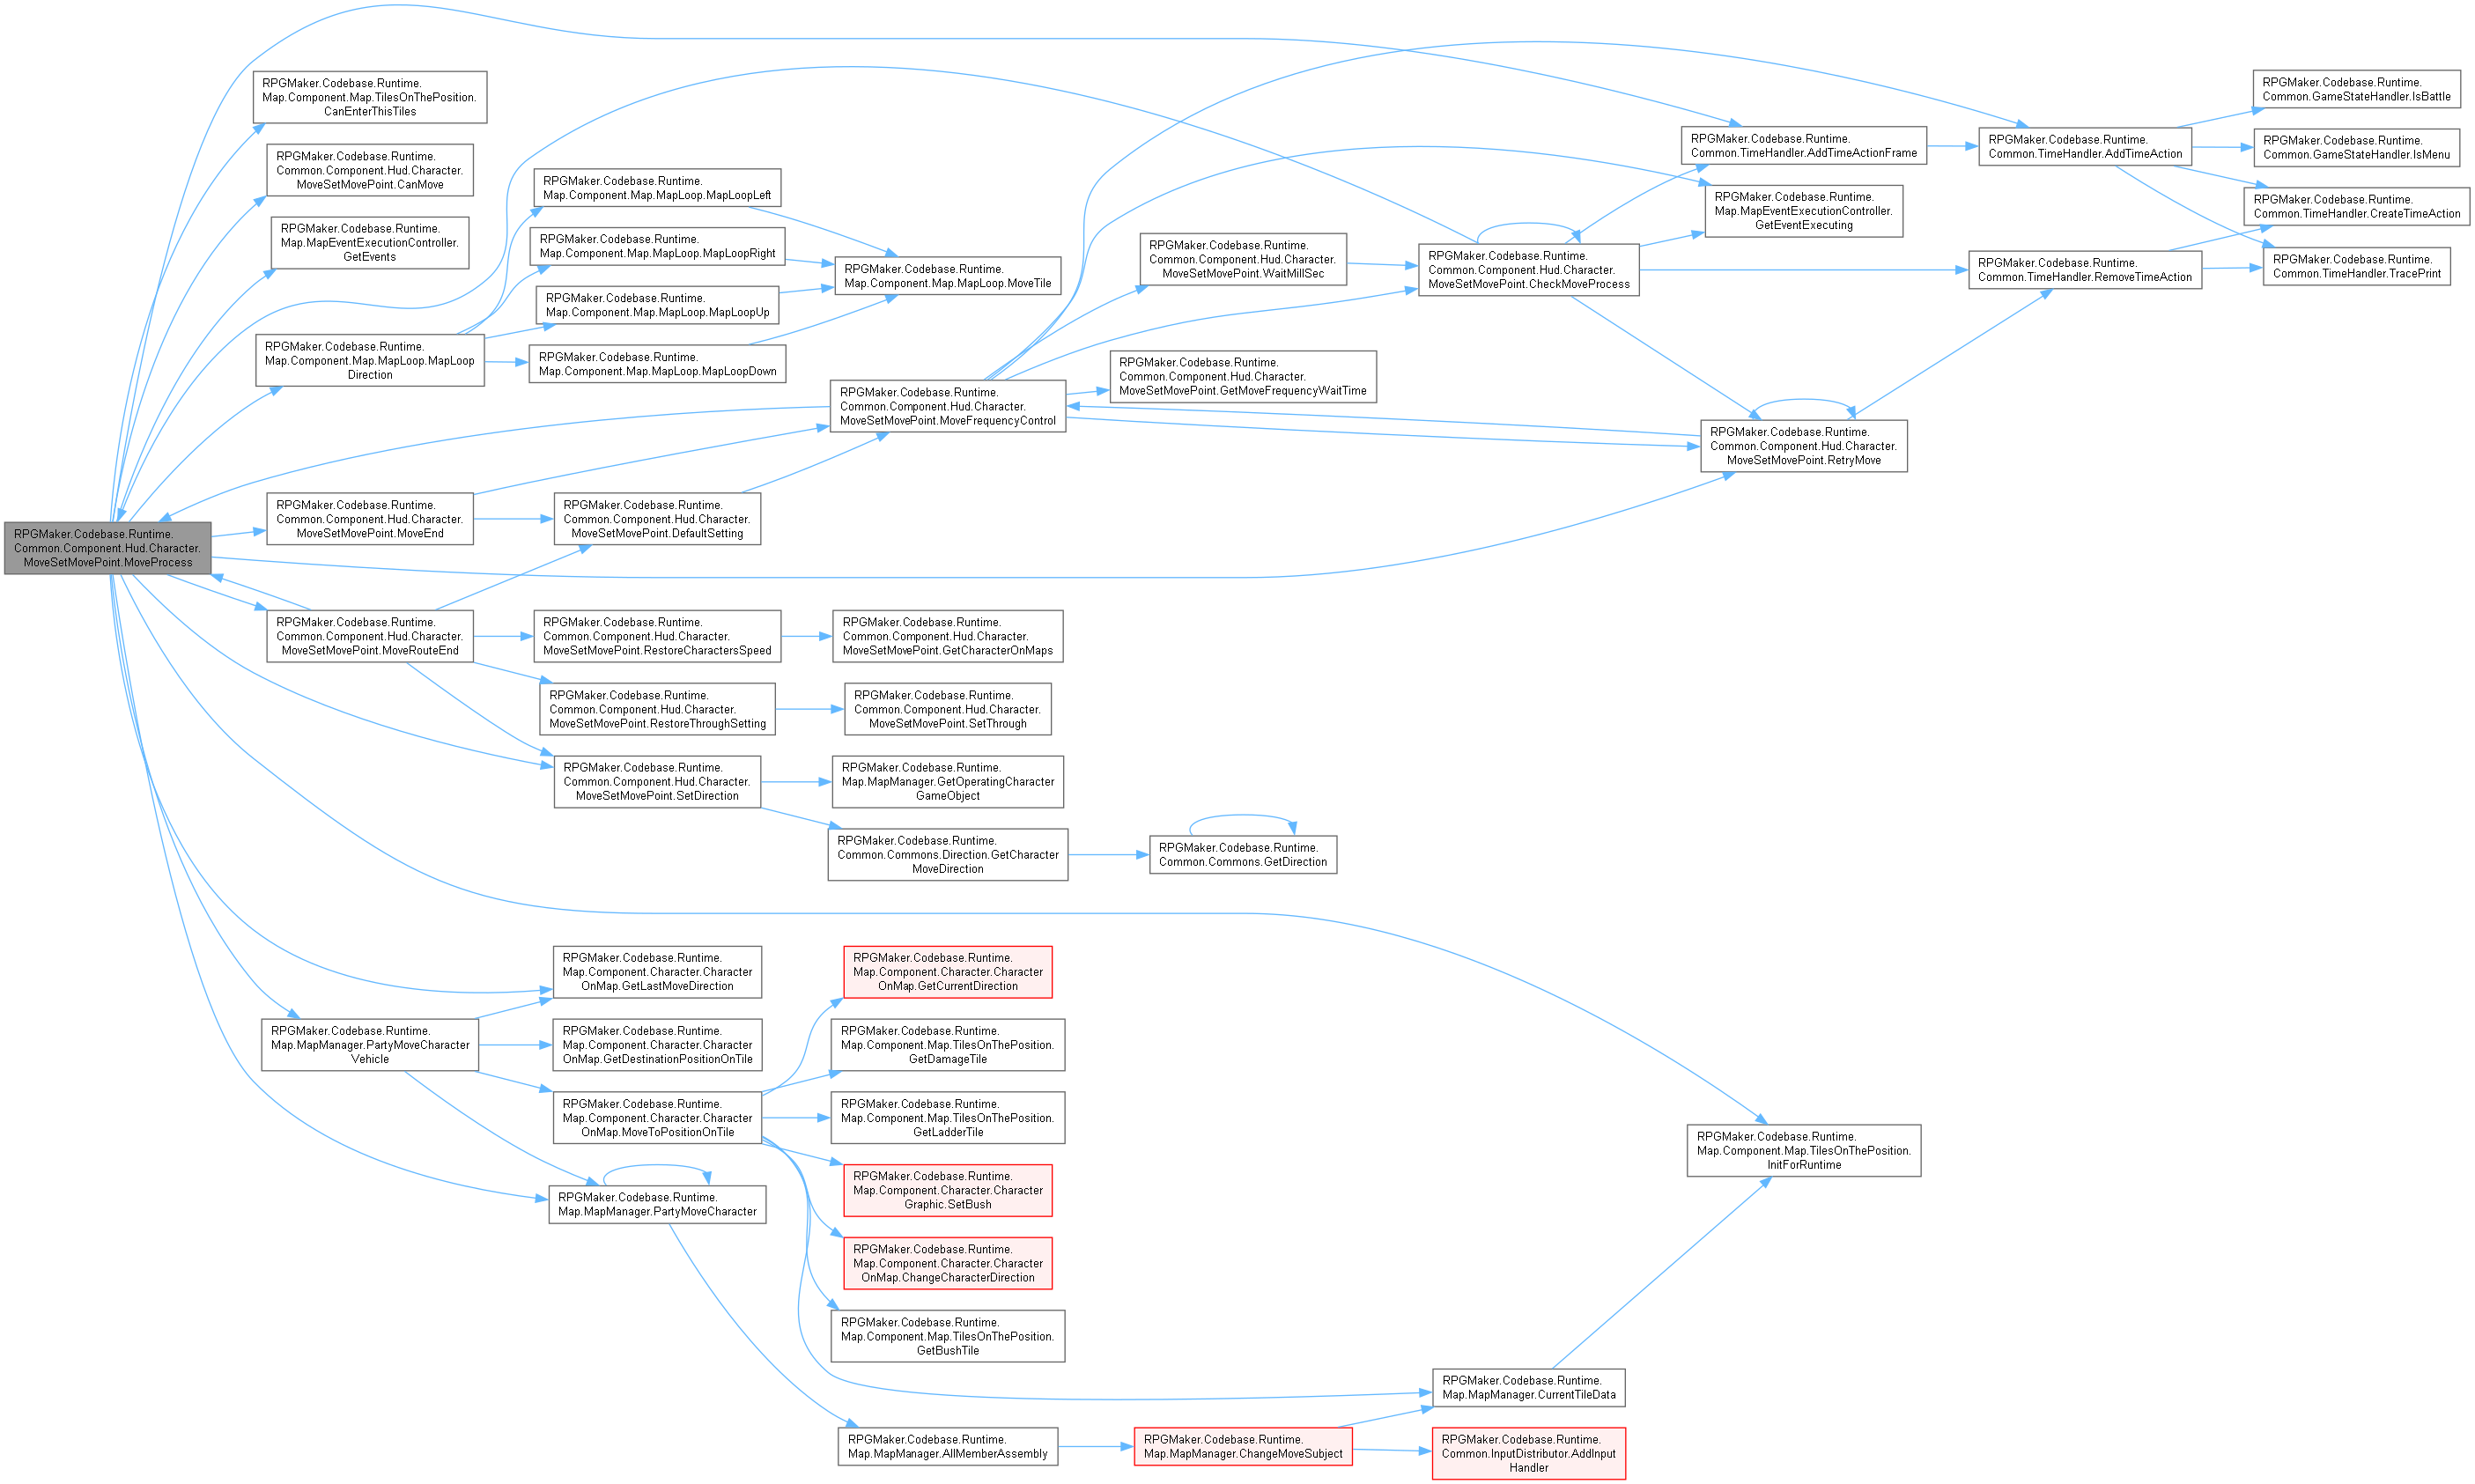 RPGMaker.Codebase.Runtime.
Common.Component.Hud.Character.
MoveSetMovePoint.MoveProcess
RPGMaker.Codebase.Runtime.
Map.Component.Map.TilesOnThePosition.
CanEnterThisTiles
RPGMaker.Codebase.Runtime.
Common.Component.Hud.Character.
MoveSetMovePoint.CanMove
RPGMaker.Codebase.Runtime.
Map.MapEventExecutionController.
GetEvents
RPGMaker.Codebase.Runtime.
Map.Component.Map.MapLoop.MapLoop
Direction
RPGMaker.Codebase.Runtime.
Common.Component.Hud.Character.
MoveSetMovePoint.MoveEnd
RPGMaker.Codebase.Runtime.
Common.Component.Hud.Character.
MoveSetMovePoint.MoveRouteEnd
RPGMaker.Codebase.Runtime.
Map.MapManager.PartyMoveCharacter
Vehicle
RPGMaker.Codebase.Runtime.
Map.Component.Map.MapLoop.MapLoopLeft
RPGMaker.Codebase.Runtime.
Map.Component.Map.MapLoop.MapLoopRight
RPGMaker.Codebase.Runtime.
Map.Component.Map.MapLoop.MapLoopUp
RPGMaker.Codebase.Runtime.
Map.Component.Map.MapLoop.MapLoopDown
RPGMaker.Codebase.Runtime.
Common.Component.Hud.Character.
MoveSetMovePoint.DefaultSetting
RPGMaker.Codebase.Runtime.
Common.Component.Hud.Character.
MoveSetMovePoint.RestoreCharactersSpeed
RPGMaker.Codebase.Runtime.
Common.Component.Hud.Character.
MoveSetMovePoint.RestoreThroughSetting
RPGMaker.Codebase.Runtime.
Common.Component.Hud.Character.
MoveSetMovePoint.SetDirection
RPGMaker.Codebase.Runtime.
Map.Component.Character.Character
OnMap.GetLastMoveDirection
RPGMaker.Codebase.Runtime.
Map.Component.Character.Character
OnMap.GetDestinationPositionOnTile
RPGMaker.Codebase.Runtime.
Map.Component.Character.Character
OnMap.MoveToPositionOnTile
RPGMaker.Codebase.Runtime.
Map.MapManager.PartyMoveCharacter
RPGMaker.Codebase.Runtime.
Map.Component.Map.MapLoop.MoveTile
RPGMaker.Codebase.Runtime.
Common.Component.Hud.Character.
MoveSetMovePoint.MoveFrequencyControl
RPGMaker.Codebase.Runtime.
Common.Component.Hud.Character.
MoveSetMovePoint.GetCharacterOnMaps
RPGMaker.Codebase.Runtime.
Common.Component.Hud.Character.
MoveSetMovePoint.SetThrough
RPGMaker.Codebase.Runtime.
Map.MapManager.GetOperatingCharacter
GameObject
RPGMaker.Codebase.Runtime.
Common.Commons.Direction.GetCharacter
MoveDirection
RPGMaker.Codebase.Runtime.
Map.Component.Character.Character
OnMap.GetCurrentDirection
RPGMaker.Codebase.Runtime.
Map.Component.Map.TilesOnThePosition.
GetDamageTile
RPGMaker.Codebase.Runtime.
Map.Component.Map.TilesOnThePosition.
GetLadderTile
RPGMaker.Codebase.Runtime.
Map.Component.Character.Character
Graphic.SetBush
RPGMaker.Codebase.Runtime.
Map.Component.Character.Character
OnMap.ChangeCharacterDirection
RPGMaker.Codebase.Runtime.
Map.Component.Map.TilesOnThePosition.
GetBushTile
RPGMaker.Codebase.Runtime.
Map.MapManager.AllMemberAssembly
RPGMaker.Codebase.Runtime.
Common.Component.Hud.Character.
MoveSetMovePoint.WaitMillSec
RPGMaker.Codebase.Runtime.
Common.Component.Hud.Character.
MoveSetMovePoint.GetMoveFrequencyWaitTime
RPGMaker.Codebase.Runtime.
Common.Commons.GetDirection
RPGMaker.Codebase.Runtime.
Map.MapManager.ChangeMoveSubject
RPGMaker.Codebase.Runtime.
Common.Component.Hud.Character.
MoveSetMovePoint.CheckMoveProcess
RPGMaker.Codebase.Runtime.
Map.MapManager.CurrentTileData
RPGMaker.Codebase.Runtime.
Common.InputDistributor.AddInput
Handler
RPGMaker.Codebase.Runtime.
Common.TimeHandler.AddTimeActionFrame
RPGMaker.Codebase.Runtime.
Map.MapEventExecutionController.
GetEventExecuting
RPGMaker.Codebase.Runtime.
Common.Component.Hud.Character.
MoveSetMovePoint.RetryMove
RPGMaker.Codebase.Runtime.
Map.Component.Map.TilesOnThePosition.
InitForRuntime
RPGMaker.Codebase.Runtime.
Common.TimeHandler.AddTimeAction
RPGMaker.Codebase.Runtime.
Common.TimeHandler.RemoveTimeAction
RPGMaker.Codebase.Runtime.
Common.GameStateHandler.IsBattle
RPGMaker.Codebase.Runtime.
Common.GameStateHandler.IsMenu
RPGMaker.Codebase.Runtime.
Common.TimeHandler.CreateTimeAction
RPGMaker.Codebase.Runtime.
Common.TimeHandler.TracePrint